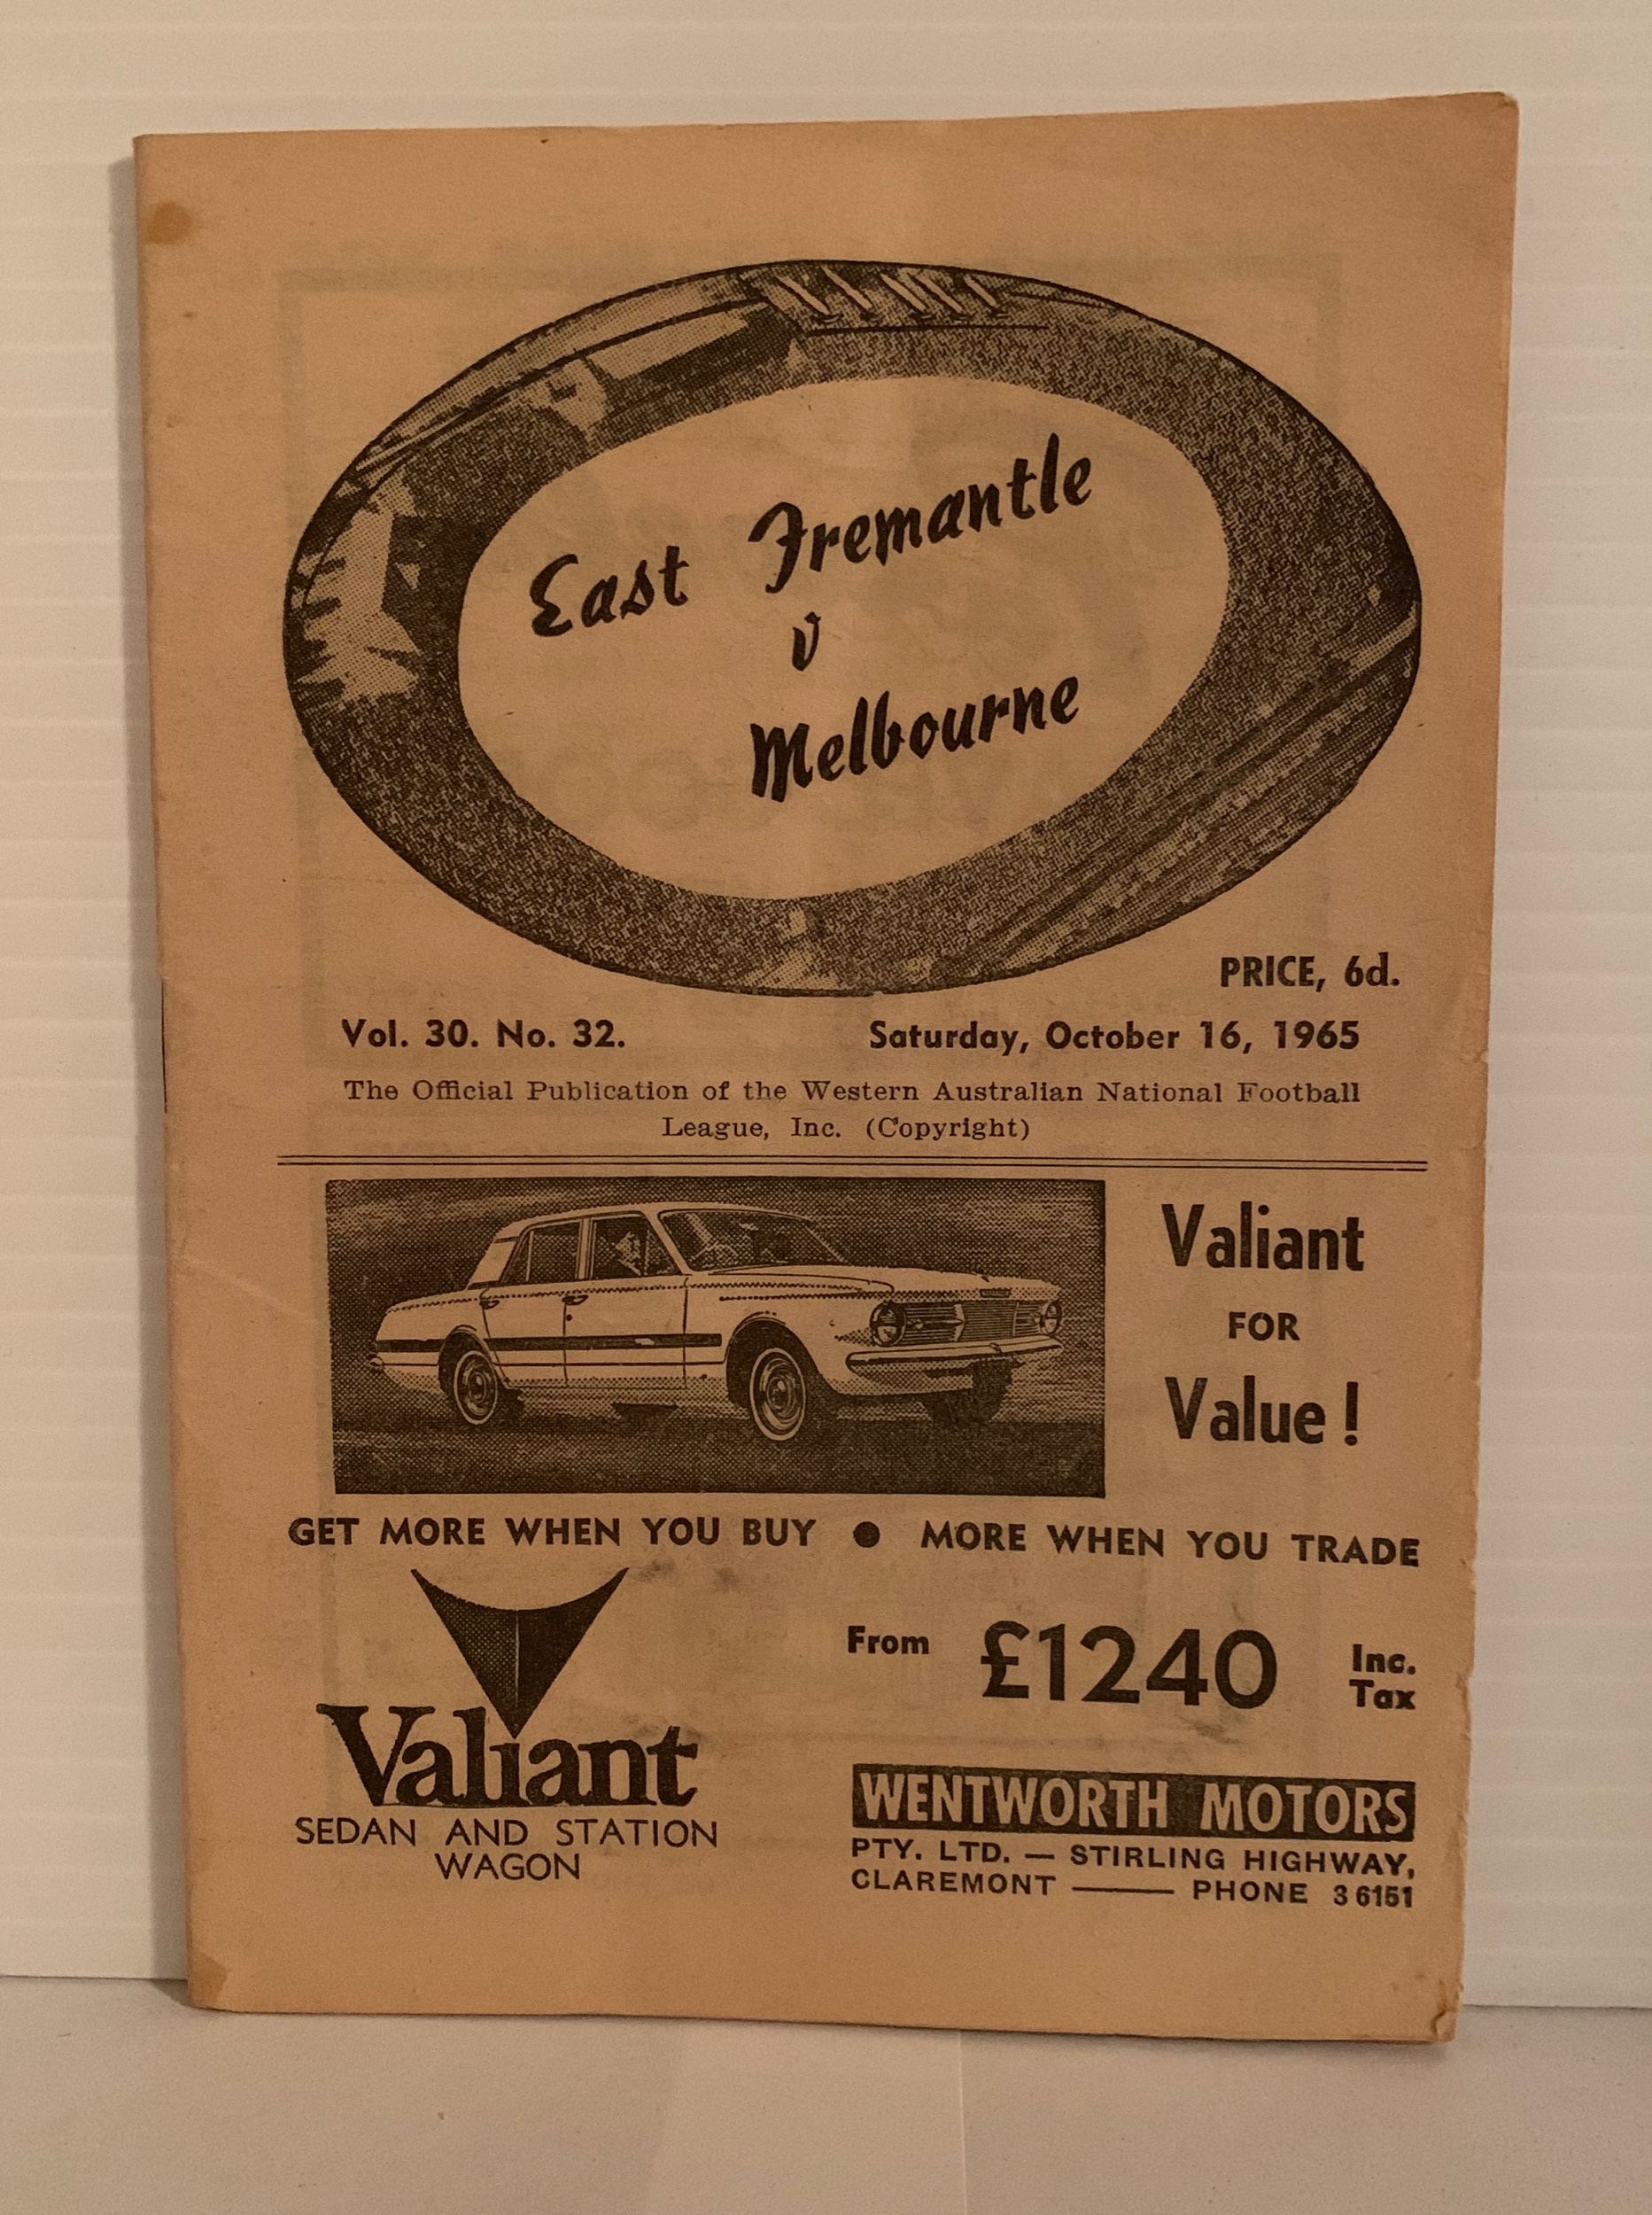 East Fremantle
v
Melbourne
PRICE, 6d.
Vol. 30. No. 32.
Saturday, October 16, 1965
The Official Publication of the Western Australian National Football
League, Inc. (Copyright)
Valiant
FOR
Value!
GET MORE WHEN YOU BUY ● MORE WHEN YOU TRADE
Valiant
SEDAN AND STATION
WAGON
From £1240 Inc.
Tax
WENTWORTH MOTORS
PTY. LTD. — STIRLING HIGHWAY,
CLAREMONT —— PHONE 3 6151